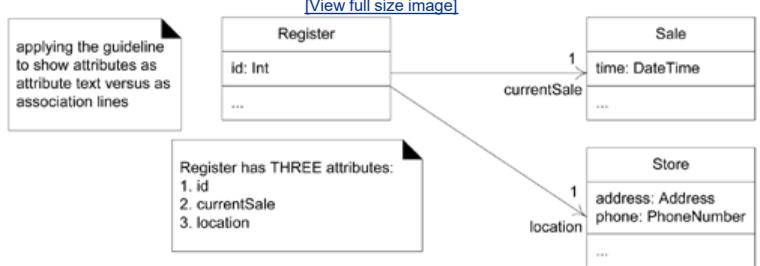 [View full size image]
applying the guideline
to show attributes as
attribute text versus as
association lines
Register
id: Int
...
1
currentSale
Sale
time: DateTime
...
Register has THREE attributes:
1. id
2. currentSale
3. location
1
location
Store
address: Address
phone: PhoneNumber
...